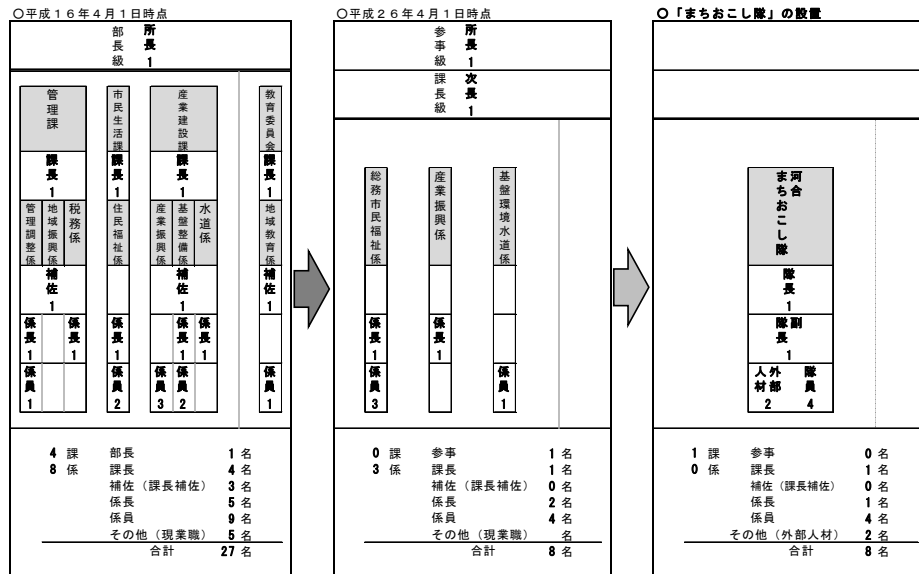 〇平成１６年４月１日時点
部長級
所長
1
管理課
市民生活課
産業建設課
教育委員会
課長
1
課長
1
課長
1
課長
1
管理調整係
地域振興係
税務係
住民福祉係
産業振興係
基盤整備係
水道係
地域教育係
補佐
1
補佐
1
補佐
1
係長
1
係長
1
係長
1
係長
1
係長
1
係員
1
係員
2
係員
3
係員
2
係員
1
4 課 部長 1 名
8 係 課長 4 名
補佐（課長補佐） 3 名
係長 5 名
係員 9 名
その他（現業職） 5 名
合計 27 名
〇平成２６年４月１日時点
参事級
所長
1
課長級
次長
1
総務市民福祉係
産業振興係
基盤環境水道係
係長
1
係長
1
係員
3
係員
1
0 課 参事 1 名
3 係 課長 1 名
補佐（課長補佐） 0 名
係長 2 名
係員 4 名
その他（現業職） 名
合計 8 名
〇「まちおこし隊」の設置
河合
まちおこし隊
隊長
1
副隊長
1
外部人材
2
隊員
4
1 課 参事 0 名
0 係 課長 1 名
補佐（課長補佐） 0 名
係長 1 名
係員 4 名
その他（外部人材） 2 名
合計 8 名